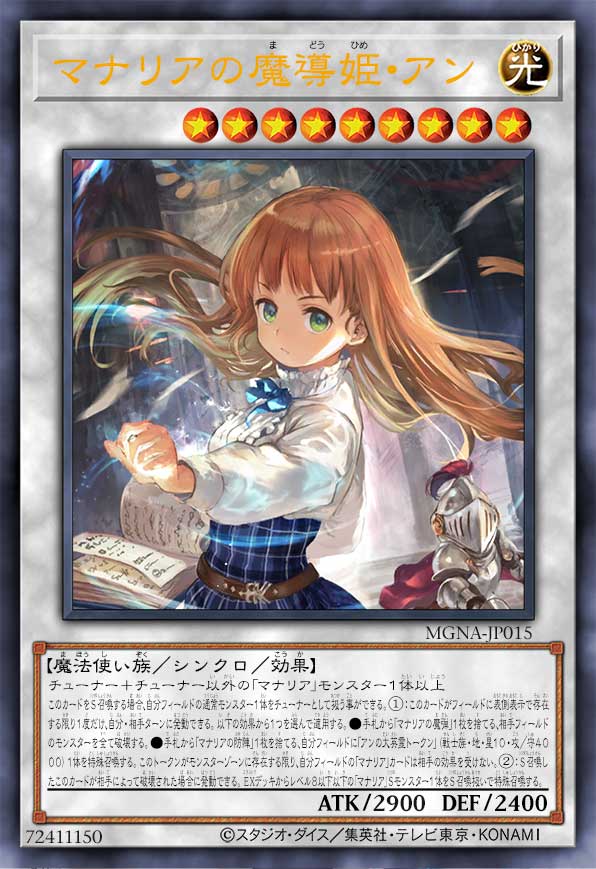 マナリアの魔導姫・アン
光
MGNA-JP015
【魔法使い族／シンクロ／効果】
チューナー＋チューナー以外の「マナリア」モンスター1体以上
このカードをS召喚する場合、自分フィールドの通常モンスター1体をチューナーとして扱う事ができる。①：このカードがフィールドに表側表示で存在
する限り1度だけ、自分・相手ターンに発動できる。以下の効果から1つを選んで適用する。●手札から「マナリアの魔弾」1枚を捨てる。相手フィールド
のモンスターを全て破壊する。●手札から「マナリアの防陣」1枚を捨てる。自分フィールドに「アンの大英霊トークン」（戦士族・地・星10・攻／守4０
００）1体を特殊召喚する。このトークンがモンスターゾーンに存在する限り、自分フィールドの「マナリア」カードは相手の効果を受けない。②：S召喚し
たこのカードが相手によって破壊された場合に発動できる。EXデッキからレベル8以下以下の「マナリア」Sモンスター1体をS召喚扱いで特殊召喚する。
ATK/2900 DEF/2400
72411150
©スタジオ・ダイス／集英社・テレビ東京・KONAMI